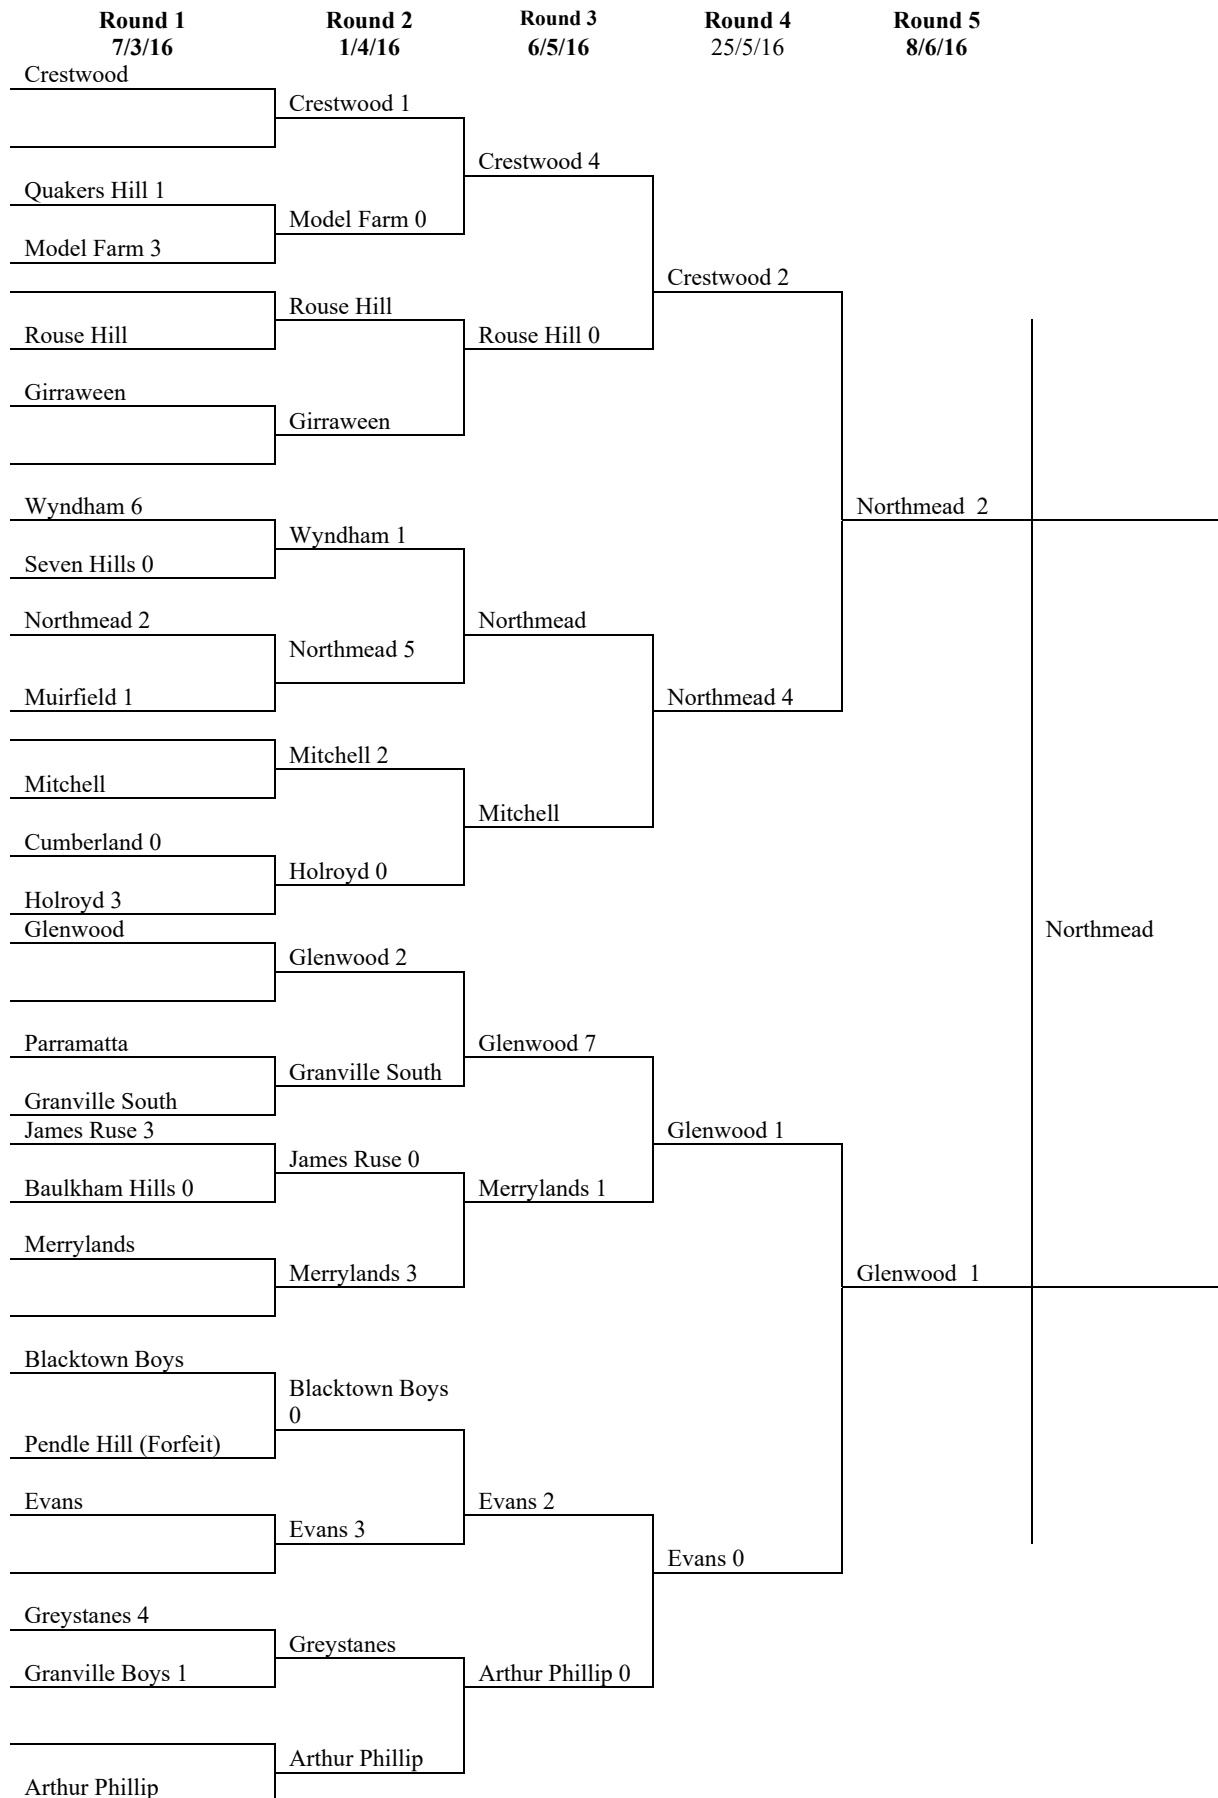 Round 1
7/3/16
Round 2
1/4/16
Round 3
6/5/16
Round 4
25/5/16
Round 5
8/6/16
Crestwood
Crestwood 1
Crestwood 4
Quakers Hill 1
Model Farm 0
Model Farm 3
Crestwood 2
Rouse Hill
Rouse Hill
Rouse Hill 0
Girraween
Girraween
Wyndham 6
Northmead  2
Wyndham 1
Seven Hills 0
Northmead 2
Northmead
Northmead 5
Muirfield 1
Northmead 4
Mitchell 2
Mitchell
Mitchell
Cumberland 0
Holroyd 0
Holroyd 3
Glenwood
Northmead
Glenwood 2
Parramatta
Glenwood 7
Granville South
Granville South
James Ruse 3
Glenwood 1
James Ruse 0
Baulkham Hills 0
Merrylands 1
Merrylands
Merrylands 3
Glenwood  1
Blacktown Boys
Blacktown Boys
0
Pendle Hill (Forfeit)
Evans
Evans 2
Evans 3
Evans 0
Greystanes 4
Greystanes
Granville Boys 1
Arthur Phillip 0
Arthur Phillip
Arthur Phillip